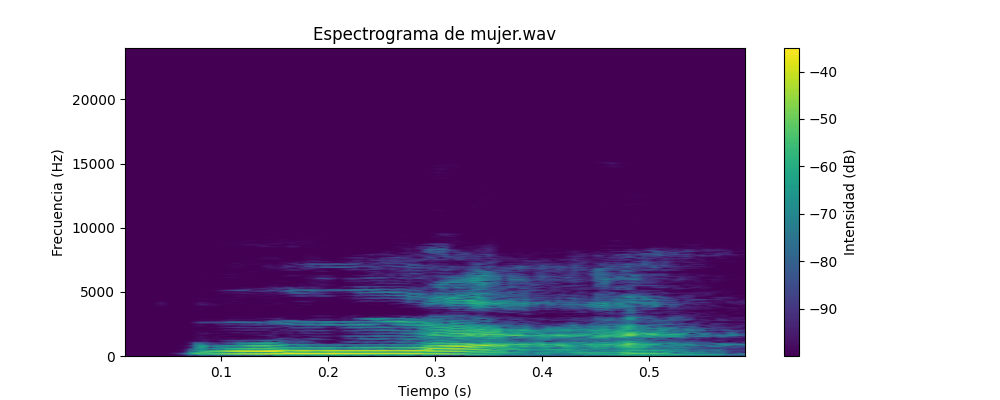 Espectrograma de mujer.wav
20000
15000
10000
5000
0
Frecuencia (Hz)
0.1 0.2 0.3 0.4 0.5
Tiempo (s)
−40
−50
−60
−70
−80
−90
Intensidad (dB)